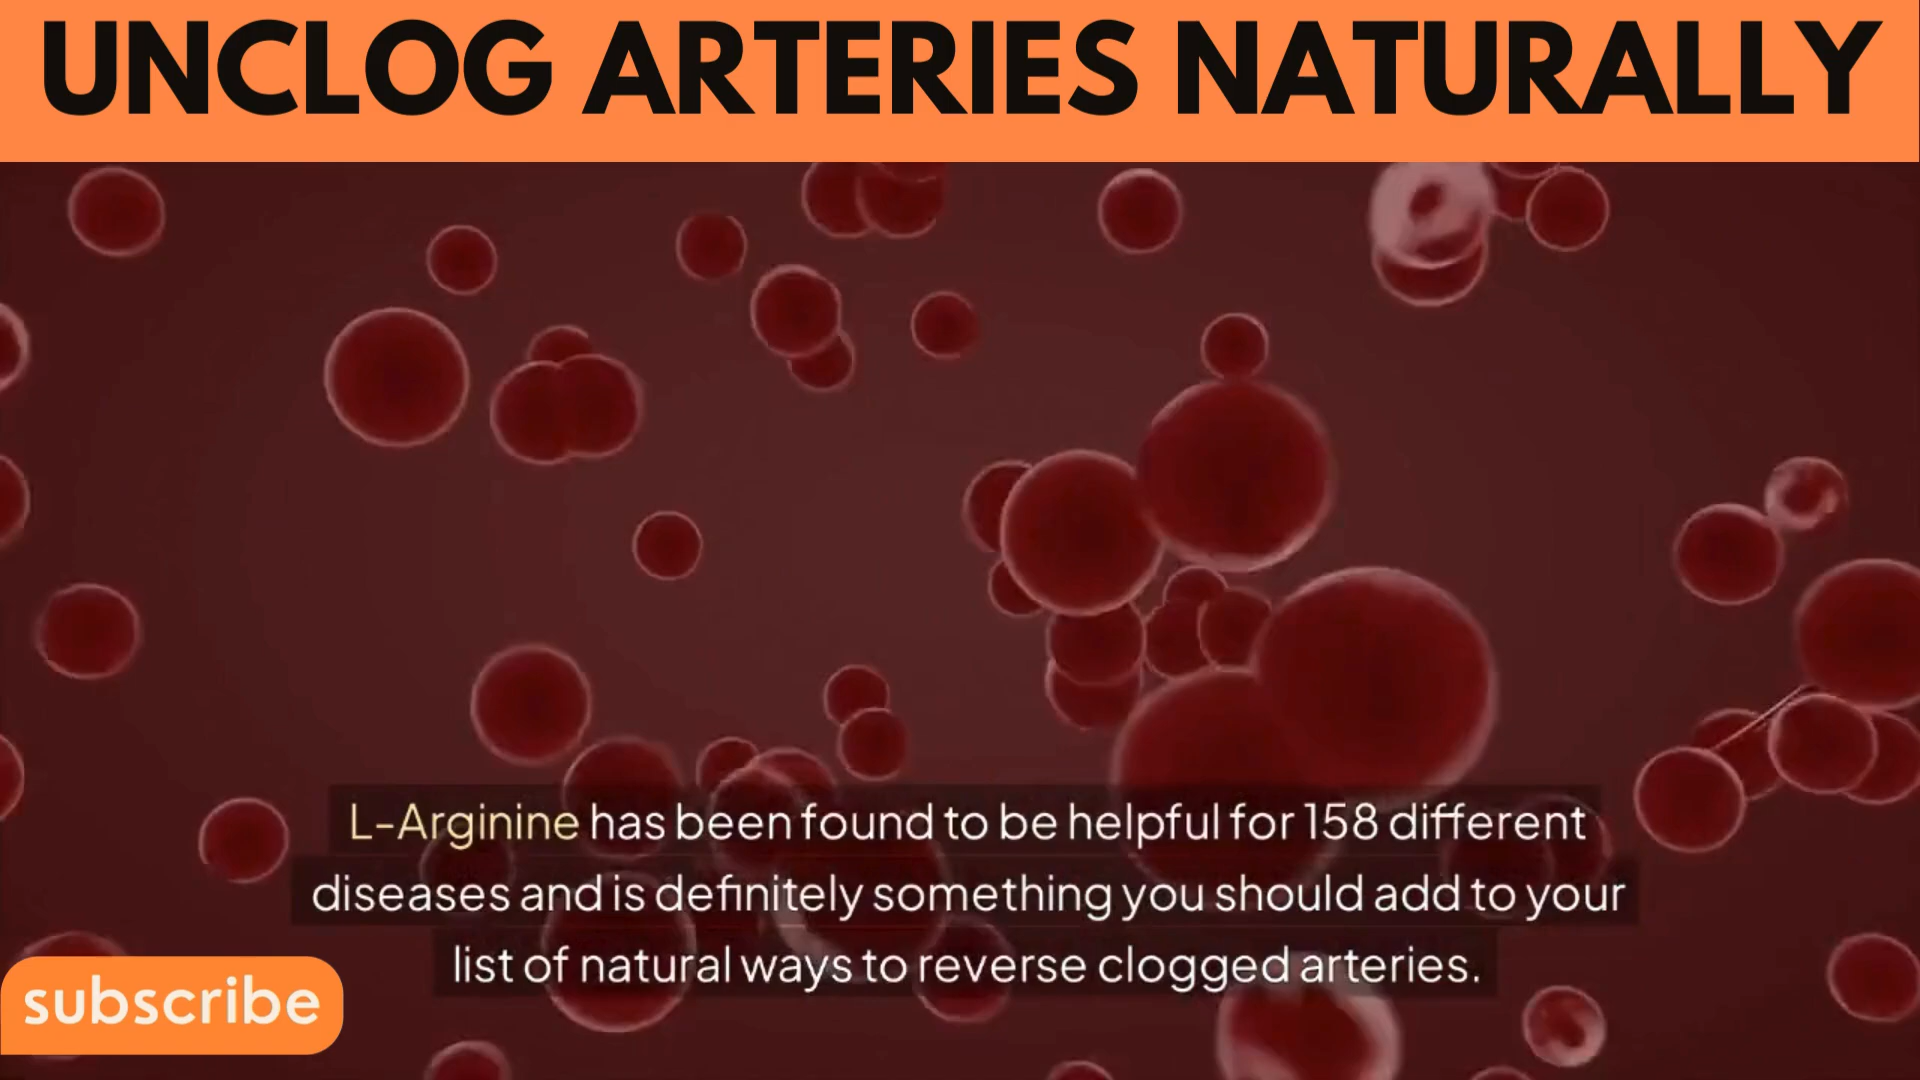 UNCLOG ARTERIES NATURALLY
L-Arginine has been found to be helpful for 158 different
diseases and is definitely something you should add to your
list of natural ways to reverse clogged arteries.
subscribe